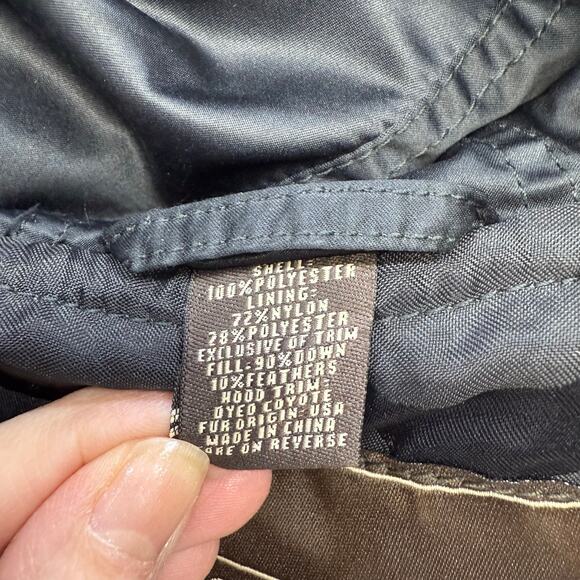 SHELL:
100%POLYESTER
LINING:
72%NYLON
28%POLYESTER
EXCLUSIVE OF TRIM
FILL:90%DOWN
10%FEATHERS
HOOD TRIM:
DYED COYOTE
FUR ORIGIN:USA
MADE IN CHINA
ARE ON REVERSE